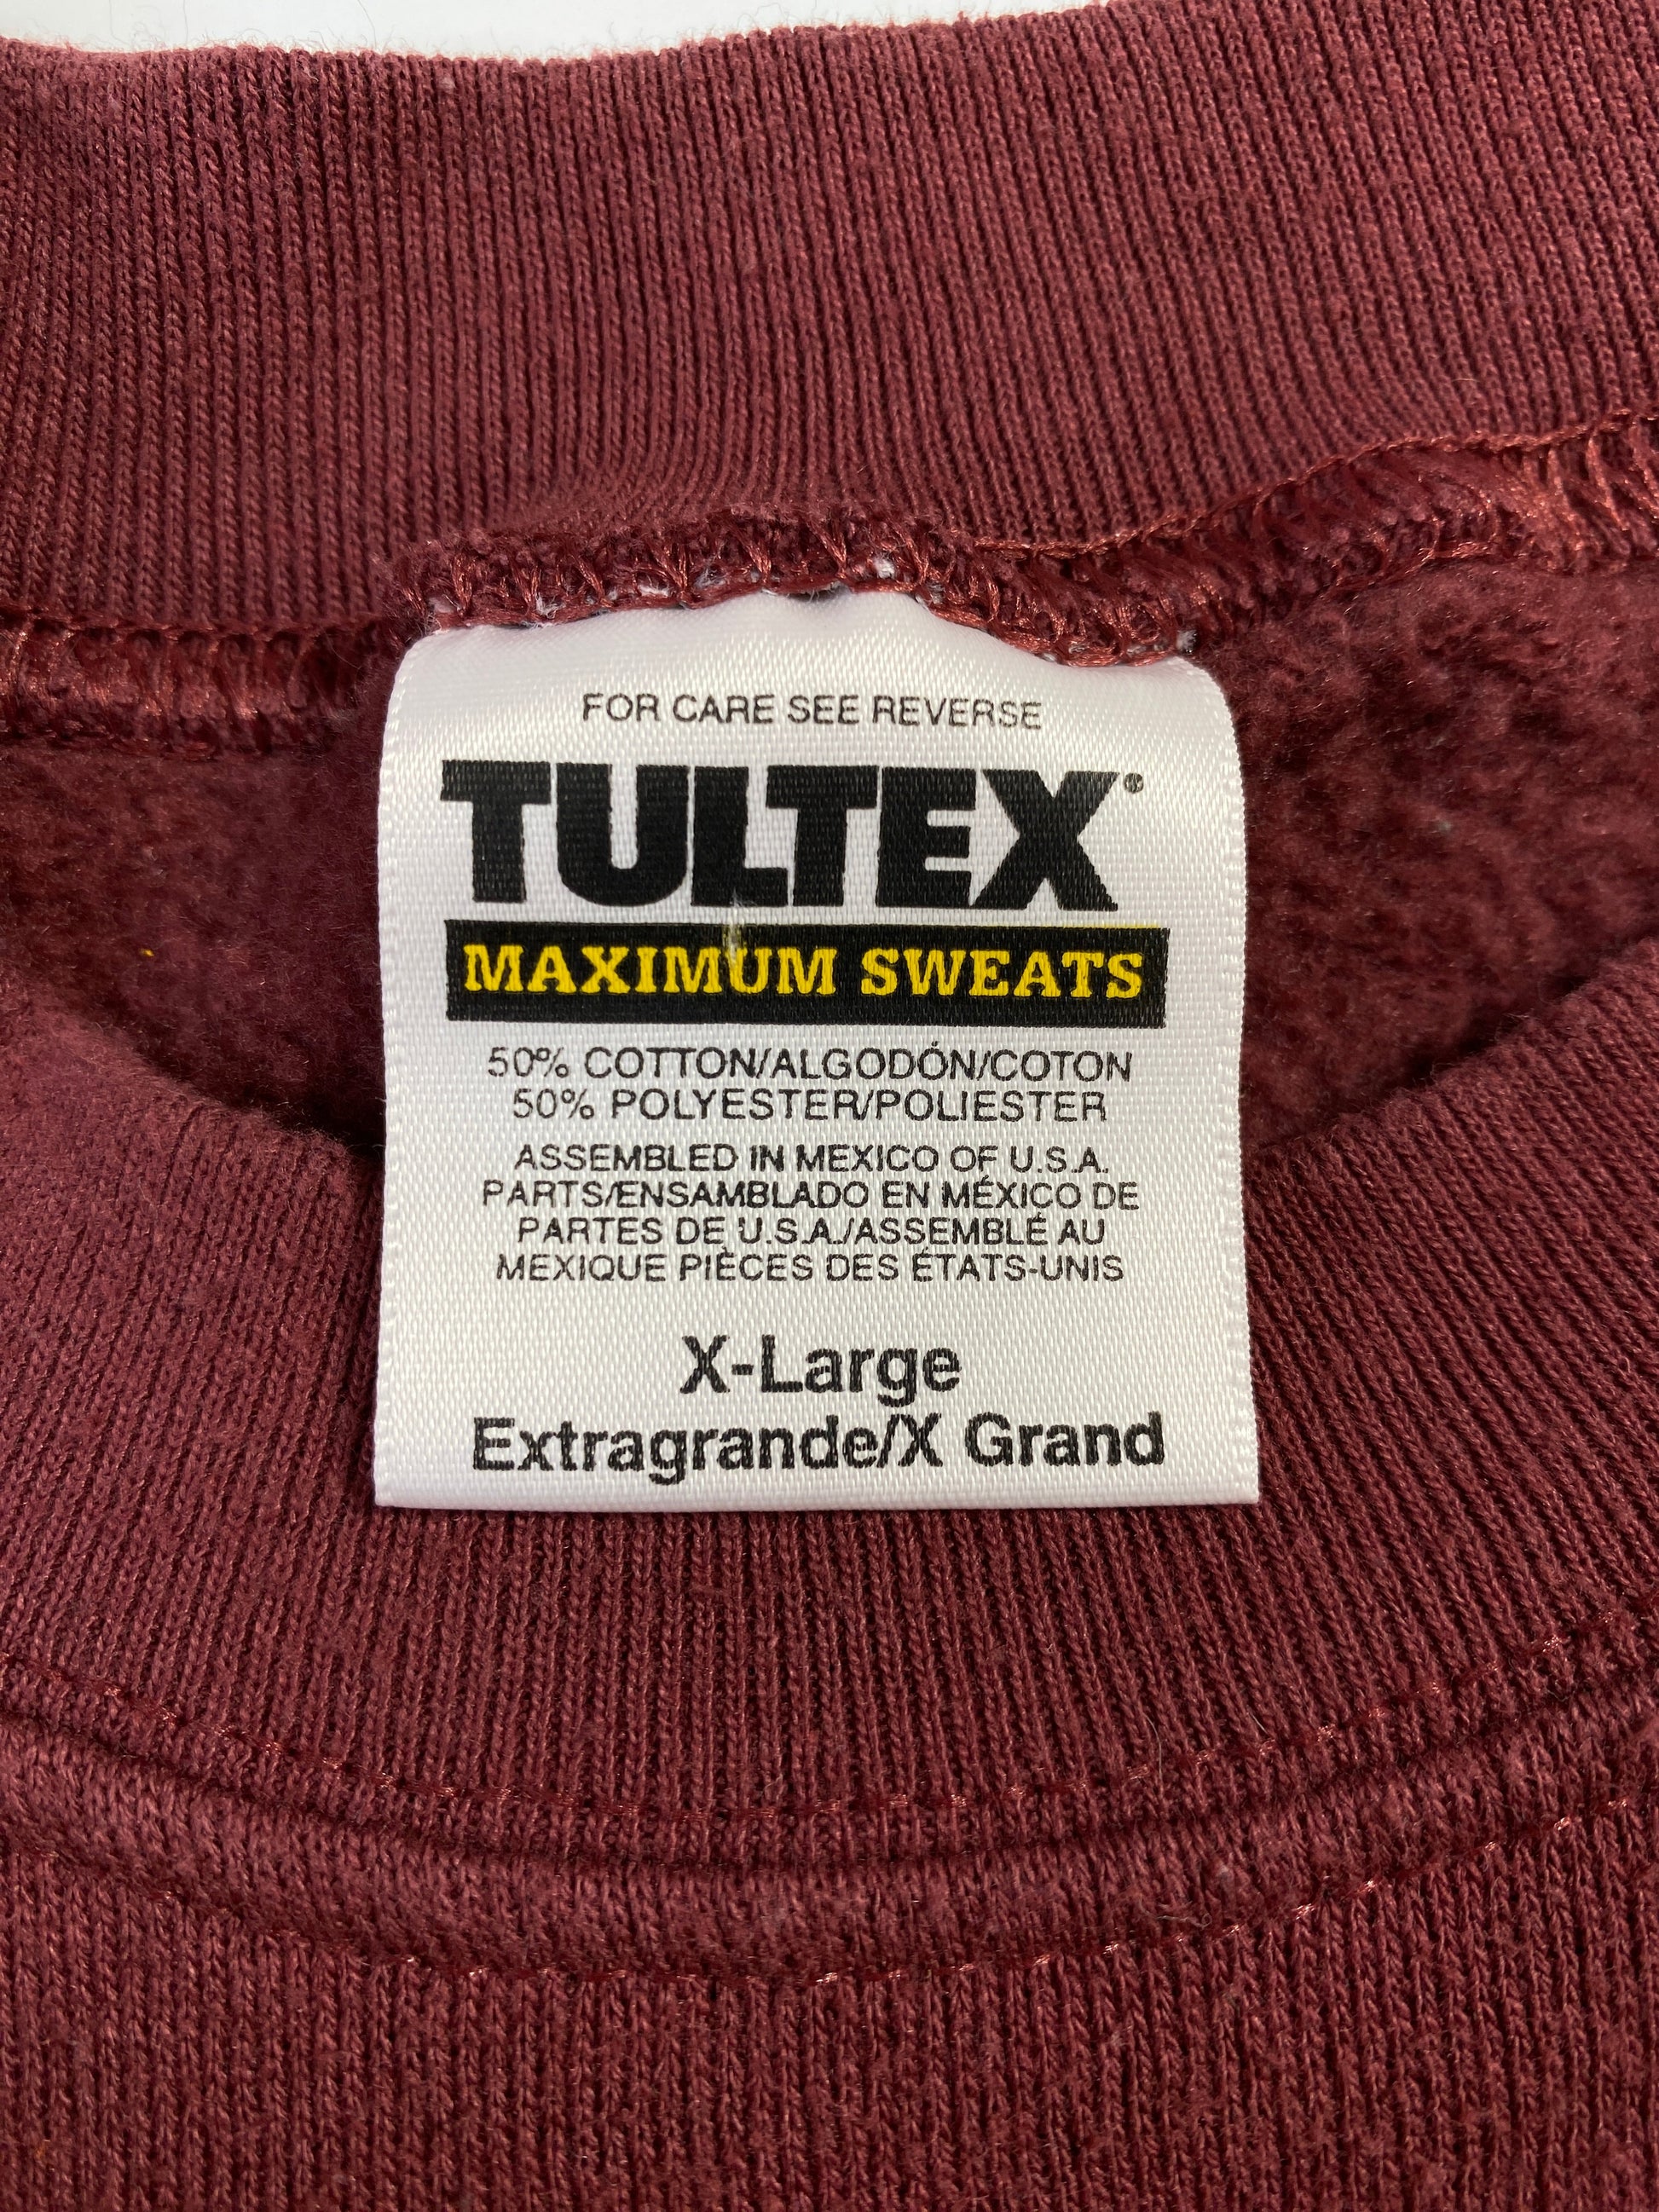 FOR CARE SEE REVERSE
TULTEX®
MAXIMUM SWEATS
50% COTTON/ALGODÓN/COTON
50% POLYESTER/POLIESTER
ASSEMBLED IN MEXICO OF U.S.A.
PARTS/ENSAMBLADO EN MÉXICO DE
PARTES DE U.S.A./ASSEMBLÉ AU
MEXIQUE PIÈCES DES ÉTATS-UNIS
X-Large
Extragrande/X Grand